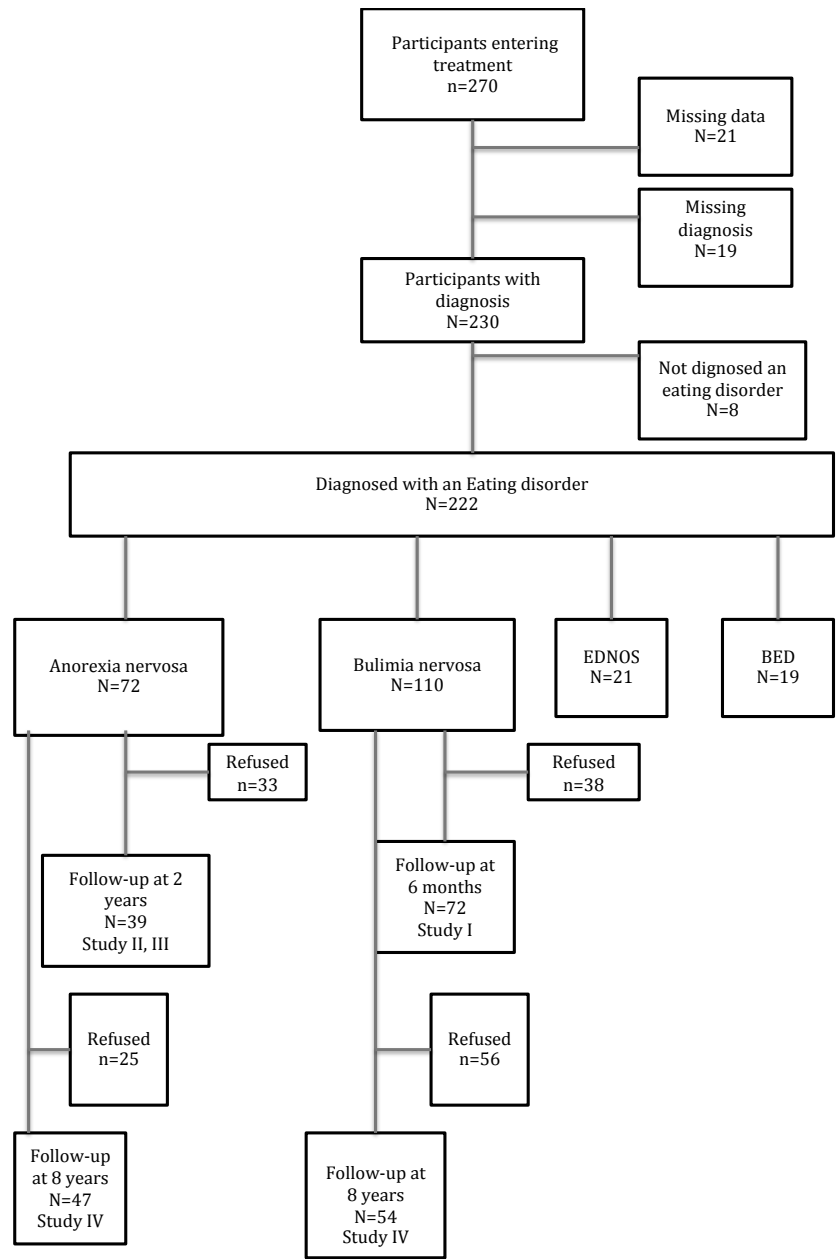 Participants entering
treatment
n=270
Missing data
N=21
Missing
diagnosis
N=19
Participants with
diagnosis
N=230
Not dignosed an
eating disorder
N=8
Diagnosed with an Eating disorder
N=222
Anorexia nervosa
N=72
Bulimia nervosa
N=110
EDNOS
N=21
BED
N=19
Refused
n=33
Refused
n=38
Follow-up at 2
years
N=39
Study II, III
Follow-up at
6 months
N=72
Study I
Refused
n=25
Refused
n=56
Follow-up
at 8 years
N=47
Study IV
Follow-up at
8 years
N=54
Study IV